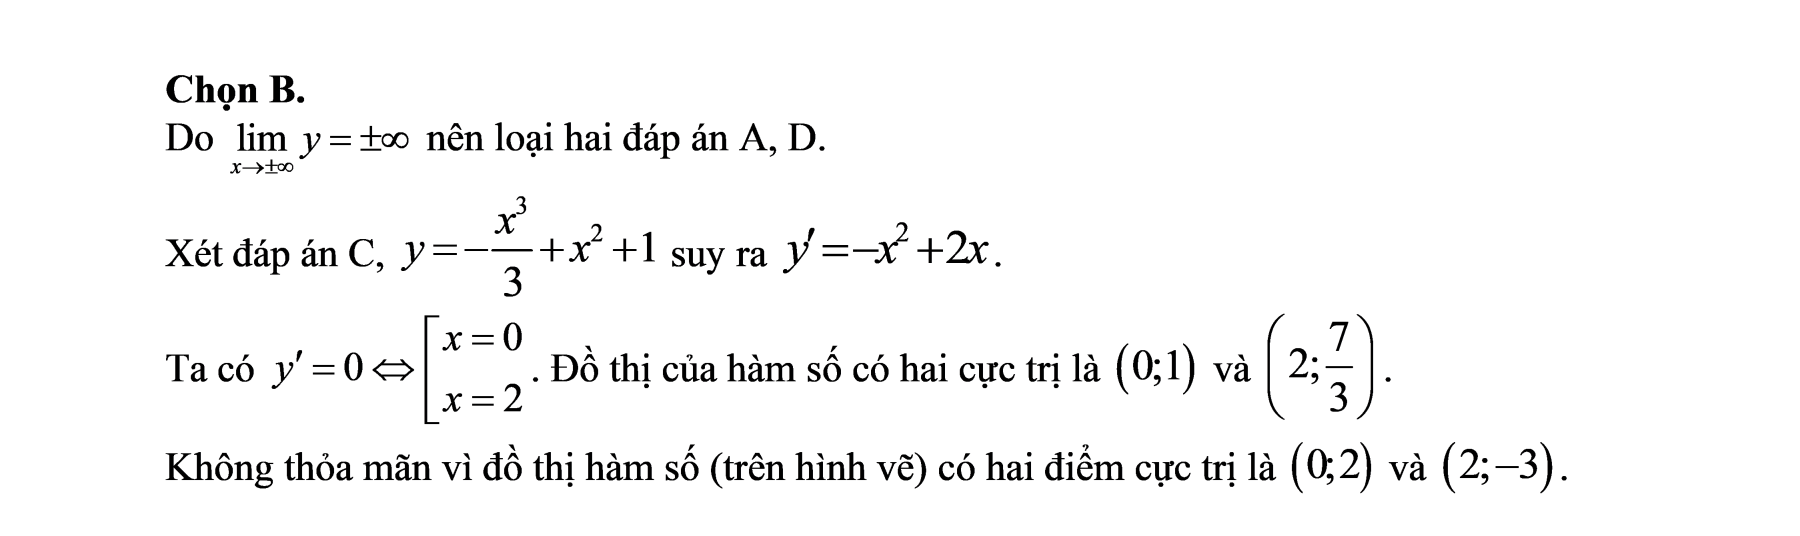 Chọn B.
Do $\lim_{x \to \pm\infty} y = \pm\infty$ nên loại hai đáp án A, D.
Xét đáp án C, $y = -\frac{x^3}{3} + x^2 + 1$ suy ra $y' = -x^2 + 2x$.
Ta có $y' = 0 \Leftrightarrow \left[\begin{array}{l} x = 0 \\ x = 2 \end{array}\right.$. Đồ thị của hàm số có hai cực trị là $(0;1)$ và $\left(2; \frac{7}{3}\right)$.
Không thỏa mãn vì đồ thị hàm số (trên hình vẽ) có hai điểm cực trị là $(0;2)$ và $(2;-3)$.